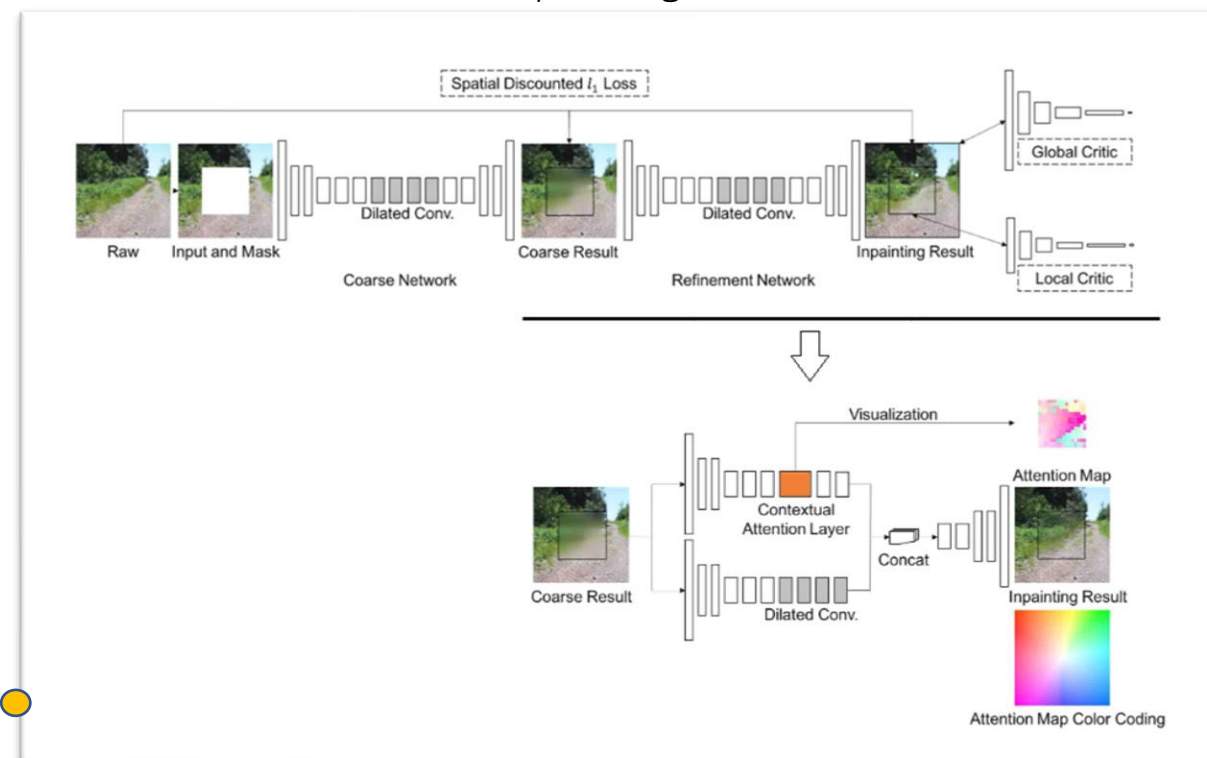 Spatial Discounted l₁ Loss
Global Critic
Dilated Conv.
Dilated Conv.
Raw
Input and Mask
Coarse Result
Inpainting Result
Coarse Network
Refinement Network
Local Critic
Visualization
Attention Map
Contextual
Attention Layer
Concat
Coarse Result
Inpainting Result
Dilated Conv.
Attention Map Color Coding